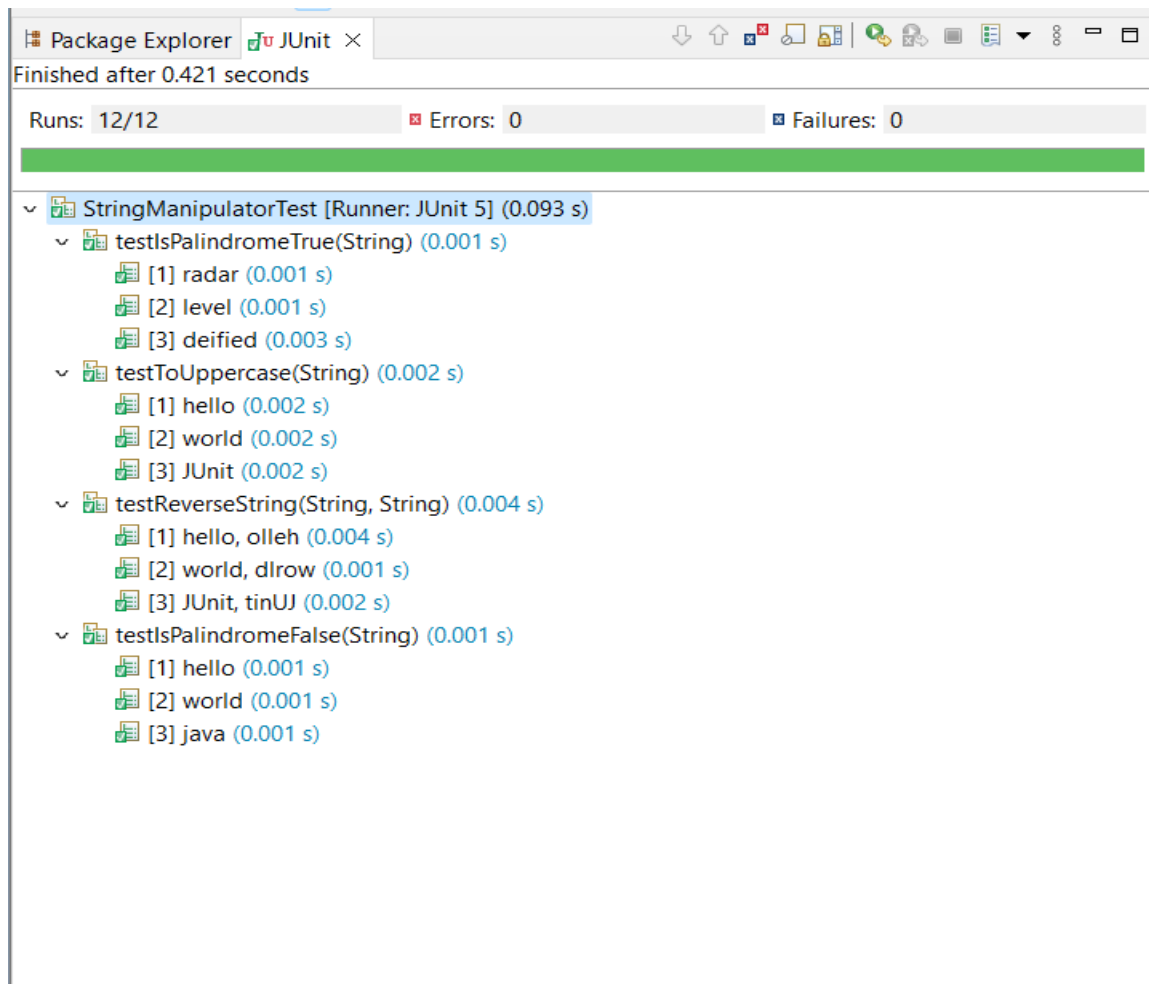 Package Explorer JUnit
Finished after 0.421 seconds
Runs: 12/12 Errors: 0 Failures: 0
StringManipulatorTest [Runner: JUnit 5] (0.093 s)
testIsPalindromeTrue(String) (0.001 s)
[1] radar (0.001 s)
[2] level (0.001 s)
[3] deified (0.003 s)
testToUppercase(String) (0.002 s)
[1] hello (0.002 s)
[2] world (0.002 s)
[3] JUnit (0.002 s)
testReverseString(String, String) (0.004 s)
[1] hello, olleh (0.004 s)
[2] world, dlrow (0.001 s)
[3] JUnit, tinUJ (0.002 s)
testIsPalindromeFalse(String) (0.001 s)
[1] hello (0.001 s)
[2] world (0.001 s)
[3] java (0.001 s)